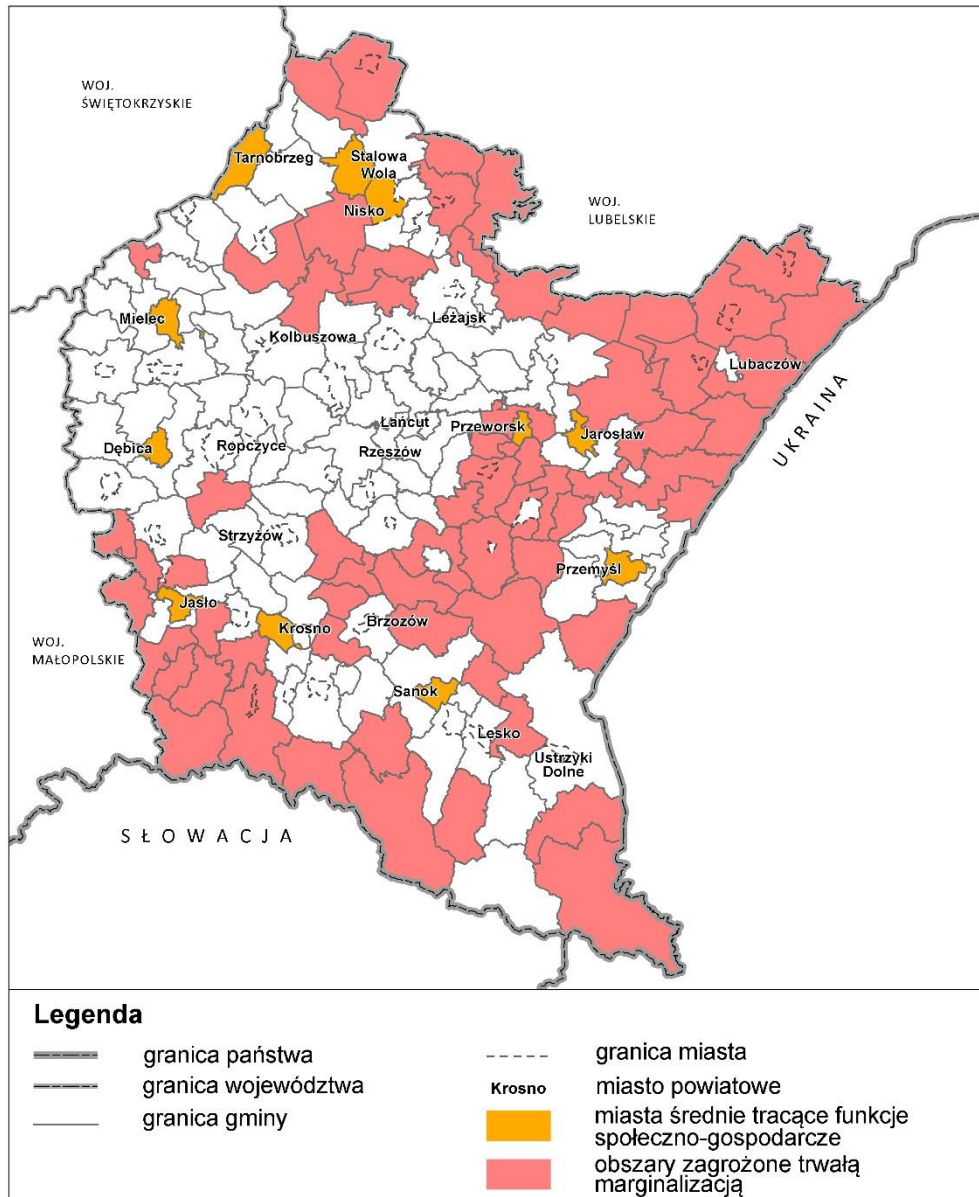 WOJ.
ŚWIĘTOKRZYSKIE
Tarnobrzeg
Stalowa
Wola
Nisko
WOJ.
LUBELSKIE
Mielec
Kolbuszowa
Leżajsk
Lubaczów
Dębica
Ropczyce
Łańcut
Rzeszów
Przeworsk
Jarosław
UKRAINA
Strzyżów
Przemyśl
Jasło
Krosno
Brzozów
WOJ.
MAŁOPOLSKIE
Sanok
Lesko
Ustrzyki
Dolne
SŁOWACJA
Legenda
granica państwa
granica województwa
granica gminy
granica miasta
Krosno miasto powiatowe
miasta średnie tracące funkcje
społeczno-gospodarcze
obszary zagrożone trwałą
marginalizacją